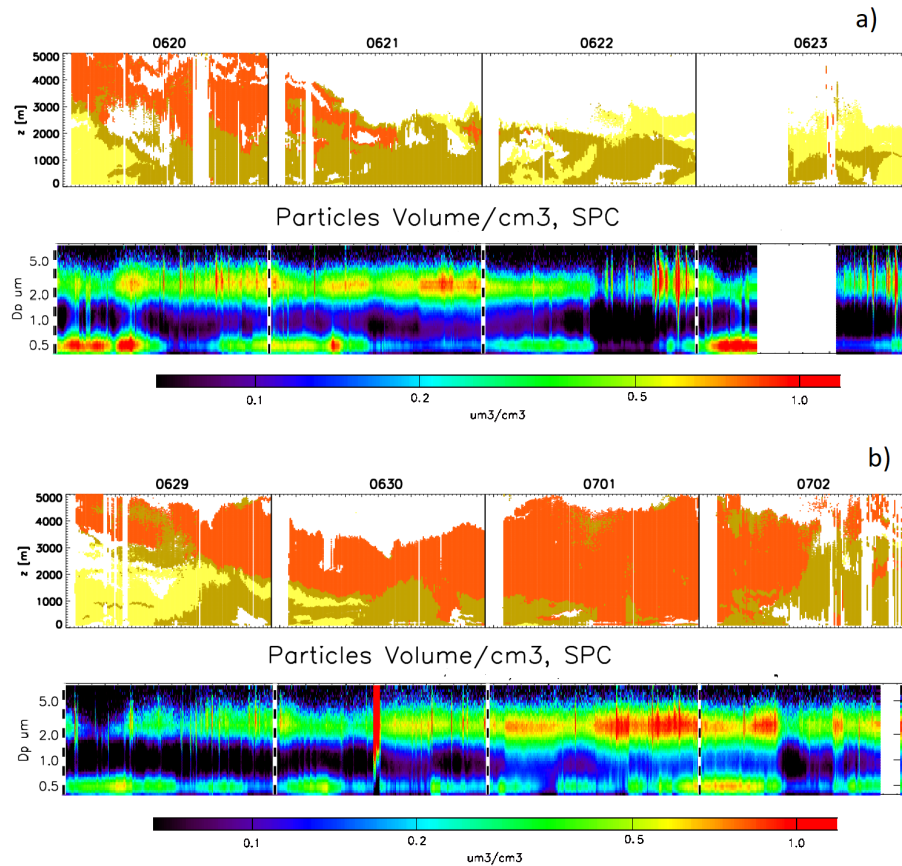 a)
0620 0621 0622 0623
5000
4000
3000
2000
1000
0
z [m]
Particles Volume/cm3, SPC
5.0
2.0
1.0
0.5
Dp um
0.1 0.2 0.5 1.0
um3/cm3
b)
0629 0630 0701 0702
5000
4000
3000
2000
1000
0
z [m]
Particles Volume/cm3, SPC
5.0
2.0
1.0
0.5
Dp um
0.1 0.2 0.5 1.0
um3/cm3